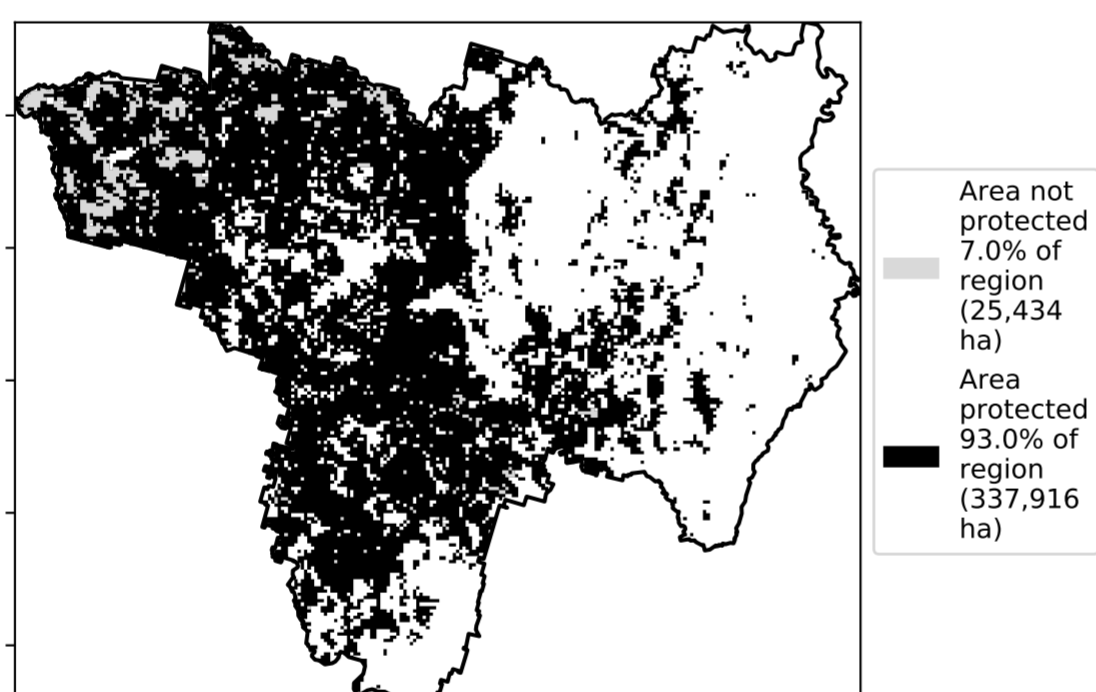 Area not
protected
7.0% of
region
(25,434
ha)
Area
protected
93.0% of
region
(337,916
ha)